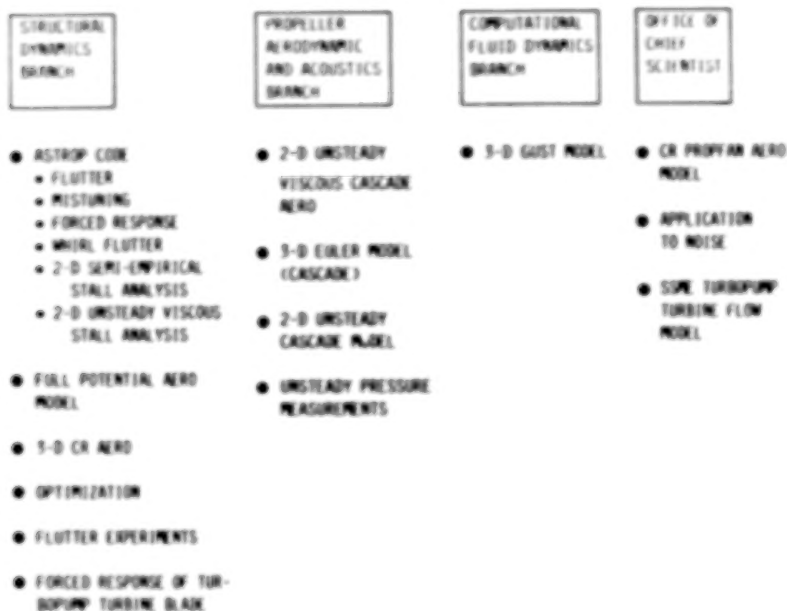 STRUCTURAL
DYNAMICS
BRANCH
● ASTROP CODE
● FLUTTER
● MISTUNING
● FORCED RESPONSE
● WHIRL FLUTTER
● 2-D SEMI-EMPIRICAL
STALL ANALYSIS
● 2-D UNSTEADY VISCOUS
STALL ANALYSIS
● FULL POTENTIAL AERO
MODEL
● 3-D CR AERO
● OPTIMIZATION
● FLUTTER EXPERIMENTS
● FORCED RESPONSE OF TUR-
BOPUMP TURBINE BLADE
PROPELLER
AERODYNAMIC
AND ACOUSTICS
BRANCH
● 2-D UNSTEADY
VISCOUS CASCADE
AERO
● 3-D EULER MODEL
(CASCADE)
● 2-D UNSTEADY
CASCADE MODEL
● UNSTEADY PRESSURE
MEASUREMENTS
COMPUTATIONAL
FLUID DYNAMICS
BRANCH
● 3-D GUST MODEL
OFFICE OF
CHIEF
SCIENTIST
● CR PROPFAN AERO
MODEL
● APPLICATION
TO NOISE
● SSME TURBOPUMP
TURBINE FLOW
MODEL